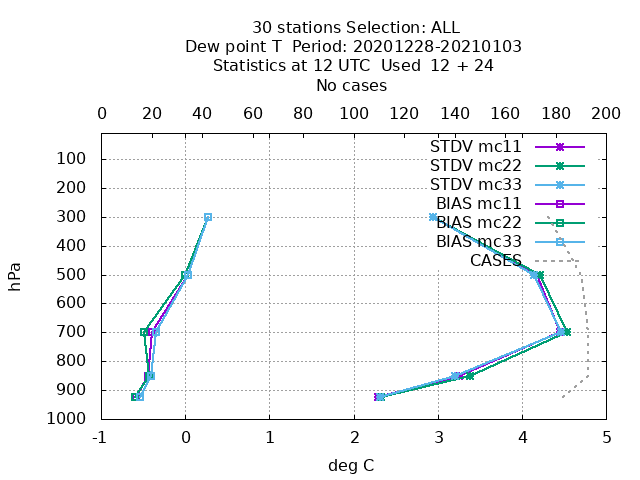 30 stations Selection: ALL
Dew point T  Period: 20201228-20210103
Statistics at 12 UTC  Used  12 + 24
No cases
0 20 40 60 80 100 120 140 160 180 200
STDV mc11
STDV mc22
STDV mc33
BIAS mc11
BIAS mc22
BIAS mc33
CASES
100
200
300
400
500
600
700
800
900
1000
hPa
-1 0 1 2 3 4 5
deg C